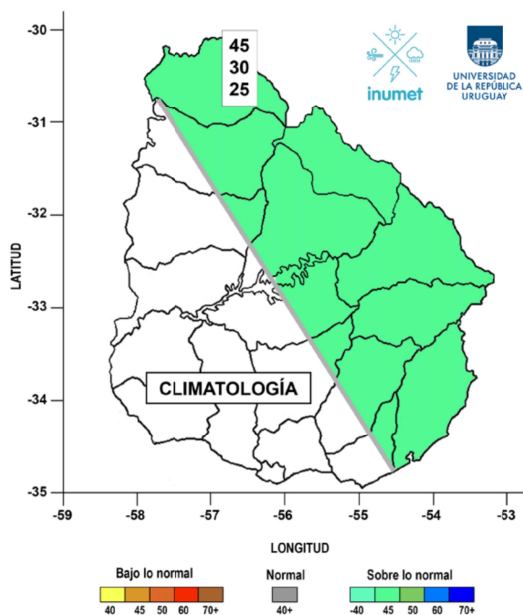 45
30
25
inumet
UNIVERSIDAD
DE LA REPÚBLICA
URUGUAY
-30
-31
-32
-33
-34
-35
LATITUD
CLIMATOLOGÍA
-59 -58 -57 -56 -55 -54 -53
LONGITUD
Bajo lo normal
40 45 50 60 70+
Normal
40+
Sobre lo normal
-40 45 50 60 70+